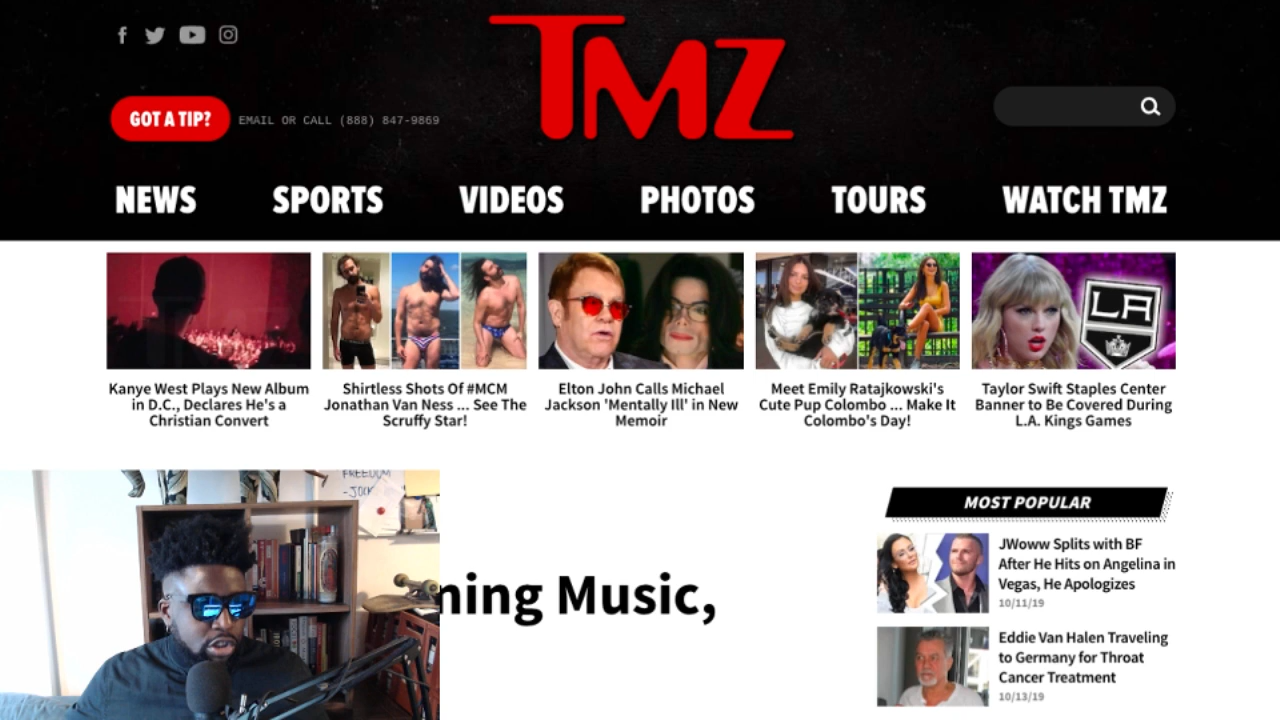 TMZ
GOT A TIP?
EMAIL OR CALL (888) 847-9869
NEWS
SPORTS
VIDEOS
PHOTOS
TOURS
WATCH TMZ
Kanye West Plays New Album
in D.C., Declares He's a
Christian Convert
Shirtless Shots Of #MCM
Jonathan Van Ness ... See The
Scruffy Star!
Elton John Calls Michael
Jackson 'Mentally Ill' in New
Memoir
Meet Emily Ratajkowski's
Cute Pup Colombo ... Make It
Colombo's Day!
LA
Taylor Swift Staples Center
Banner to Be Covered During
L.A. Kings Games
FREEDOM
-JOCK
ning Music,
MOST POPULAR
JWoww Splits with BF
After He Hits on Angelina in
Vegas, He Apologizes
10/11/19
Eddie Van Halen Traveling
to Germany for Throat
Cancer Treatment
10/13/19